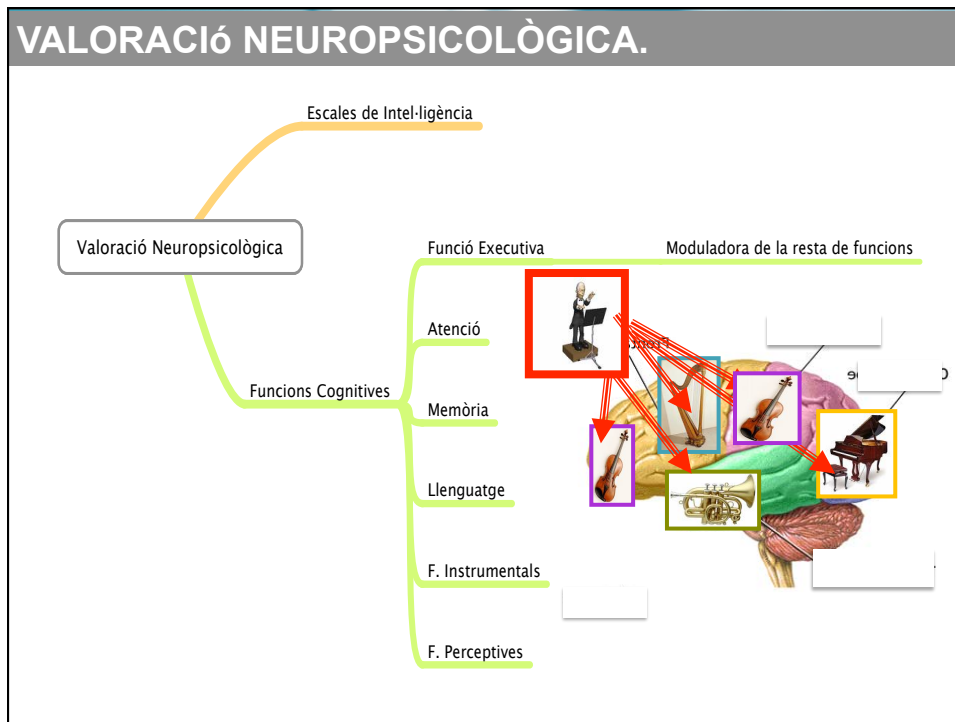 VALORACIÓ NEUROPSICOLÒGICA.
Escales de Intel·ligència
Valoració Neuropsicològica
Funció Executiva
Moduladora de la resta de funcions
Atenció
Funcions Cognitives
Memòria
Llenguatge
F. Instrumentals
F. Perceptives